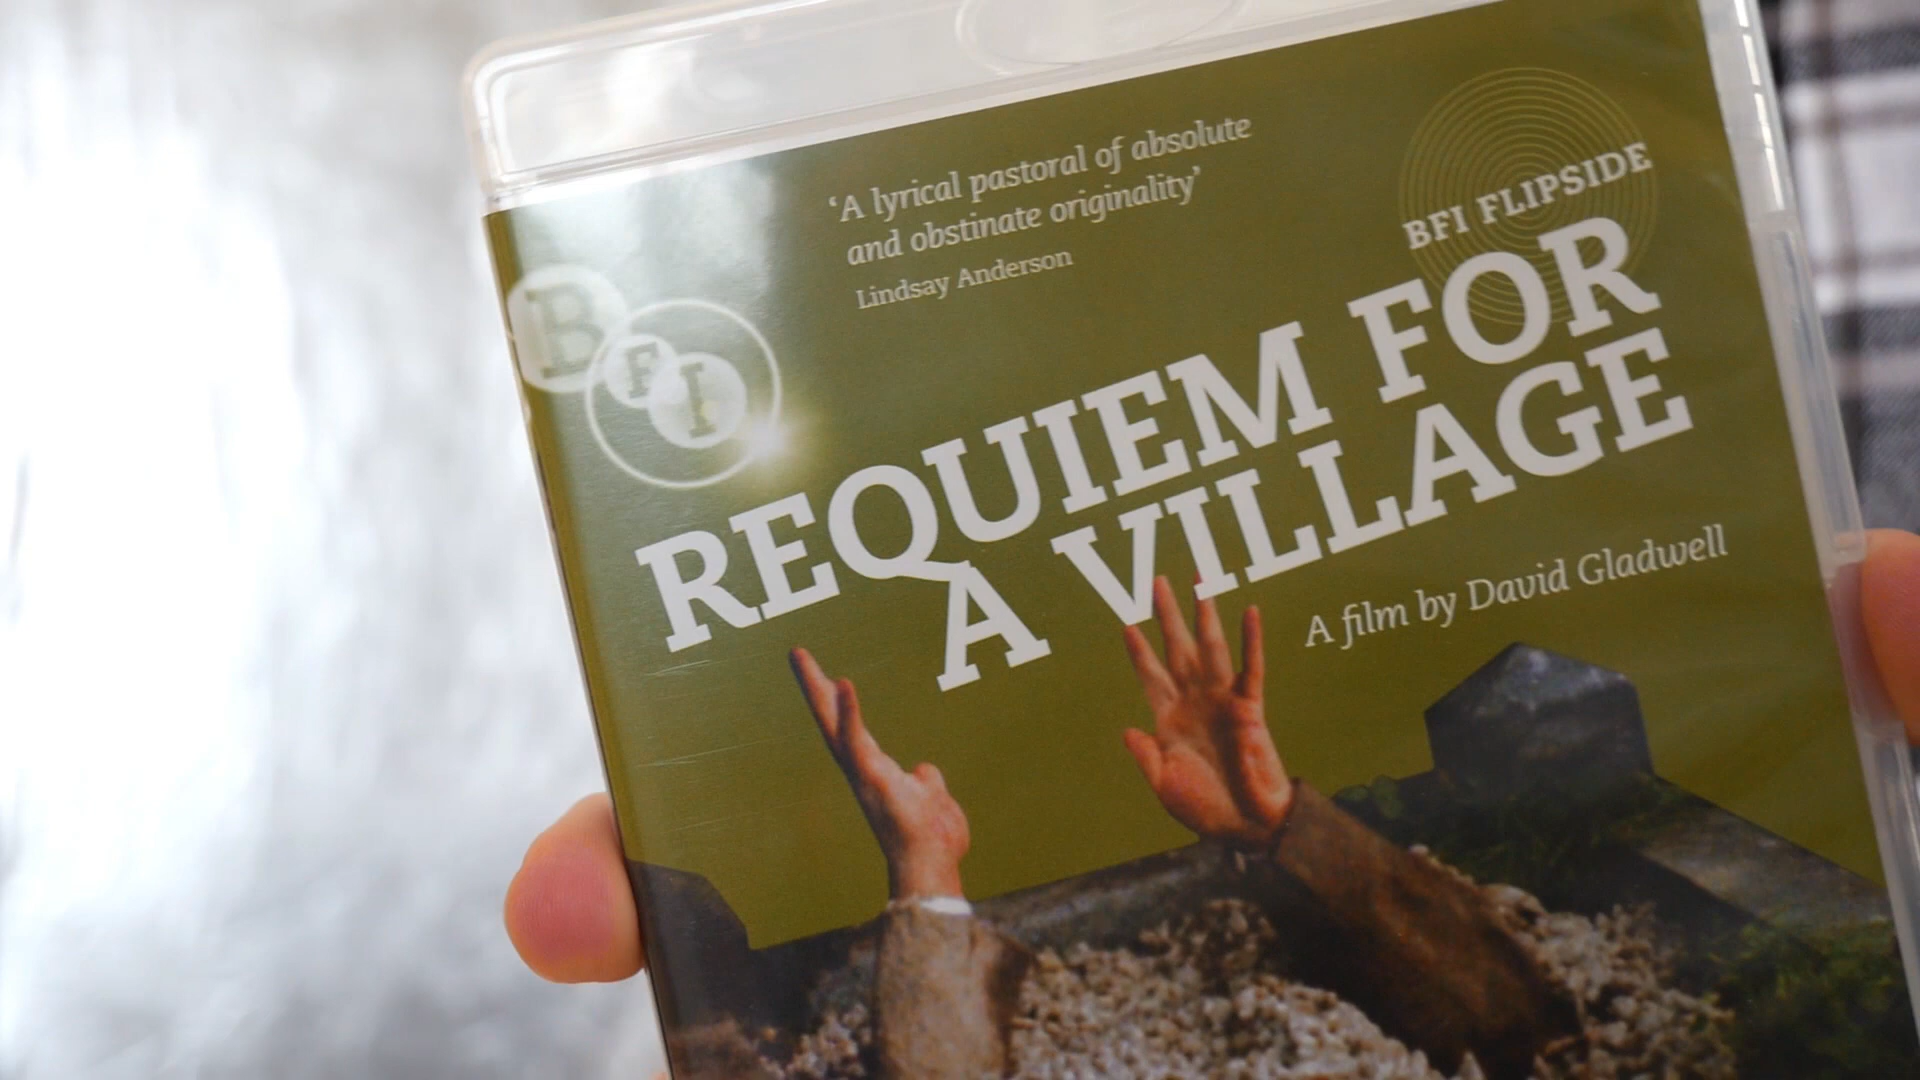 ‘A lyrical pastoral of absolute
and obstinate originality’
Lindsay Anderson
BFI FLIPSIDE
BFI
REQUIEM FOR
A VILLAGE
A film by David Gladwell